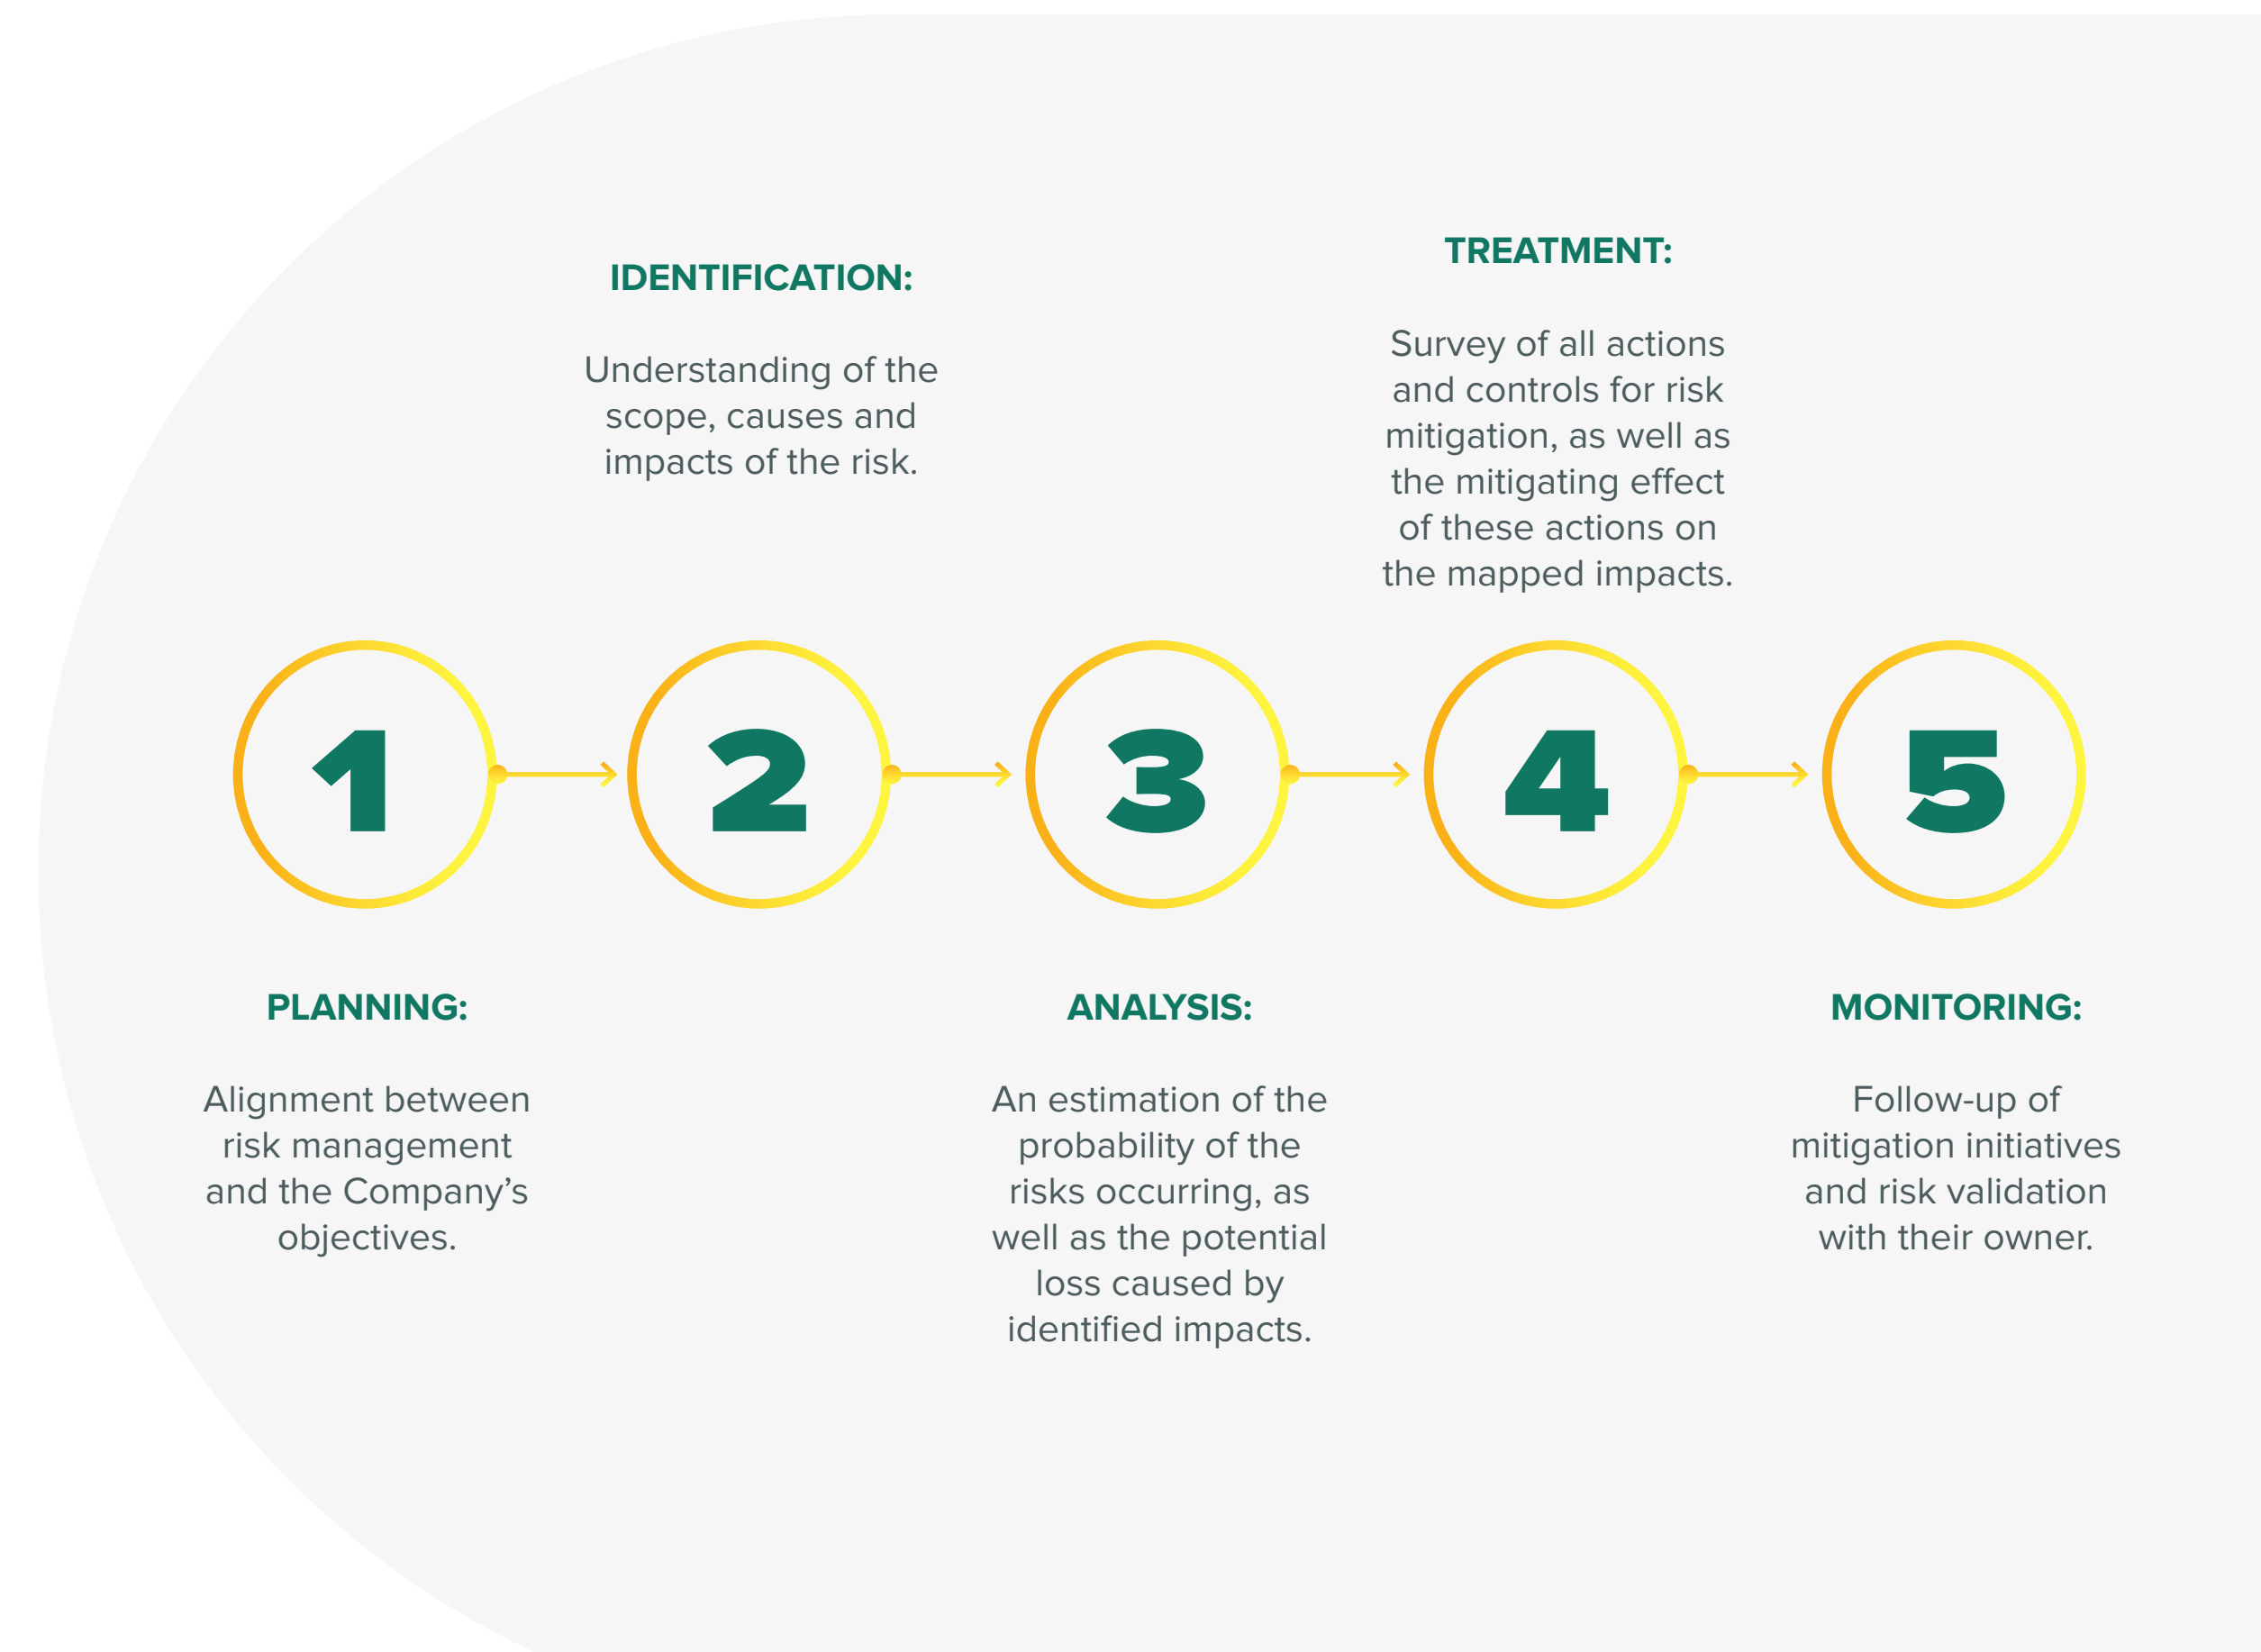 1
PLANNING:
Alignment between
risk management
and the Company’s
objectives.
2
IDENTIFICATION:
Understanding of the
scope, causes and
impacts of the risk.
3
ANALYSIS:
An estimation of the
probability of the
risks occurring, as
well as the potential
loss caused by
identified impacts.
4
TREATMENT:
Survey of all actions
and controls for risk
mitigation, as well as
the mitigating effect
of these actions on
the mapped impacts.
5
MONITORING:
Follow-up of
mitigation initiatives
and risk validation
with their owner.